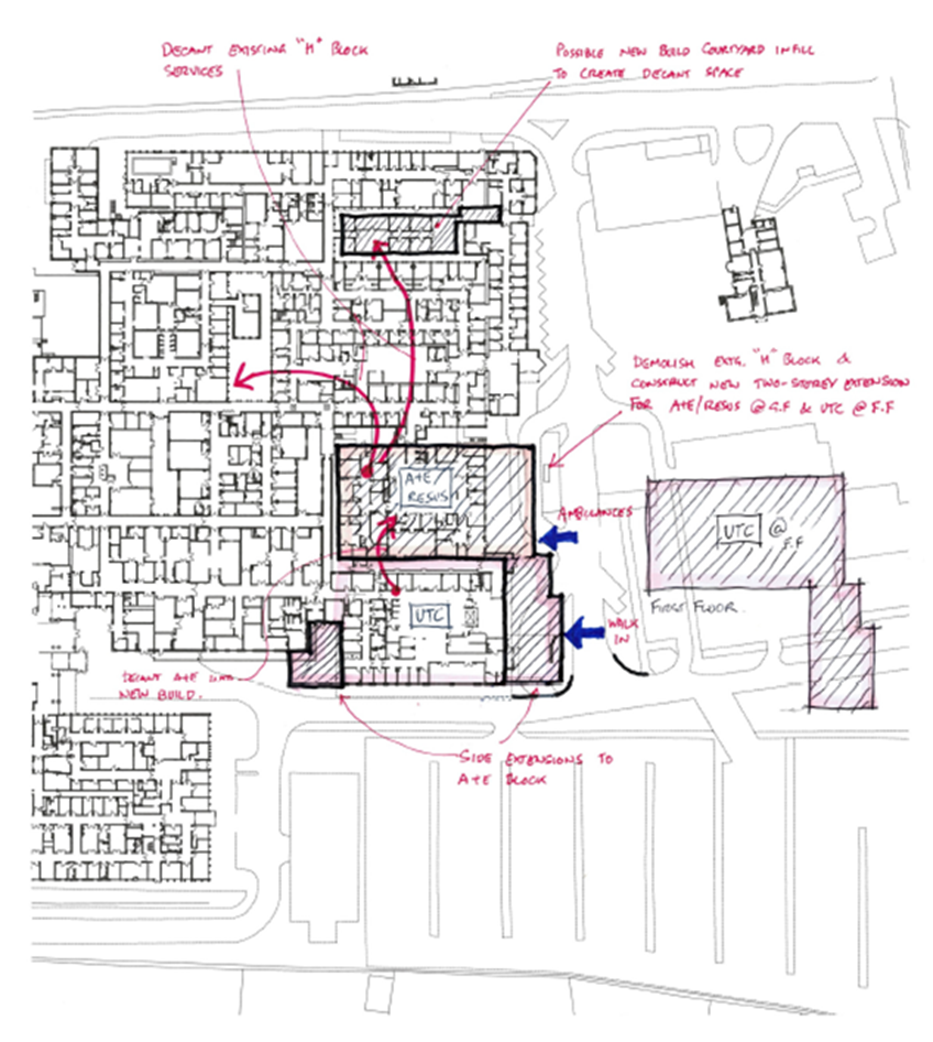 DECANT EXISTING "H" BLOCK
SERVICES
POSSIBLE NEW BUILD COURTYARD INFILL
TO CREATE DECANT SPACE
DEMOLISH EXTG. "H" BLOCK &
CONSTRUCT NEW TWO-STOREY EXTENSION
FOR A+E/RESUS @ G.F & UTC @ F.F
A+E/
RESUS
AMBULANCES
UTC @
F.F
FIRST FLOOR
UTC
WALK
IN
DECANT A+E INTO
NEW BUILD.
SIDE EXTENSIONS TO
A+E BLOCK